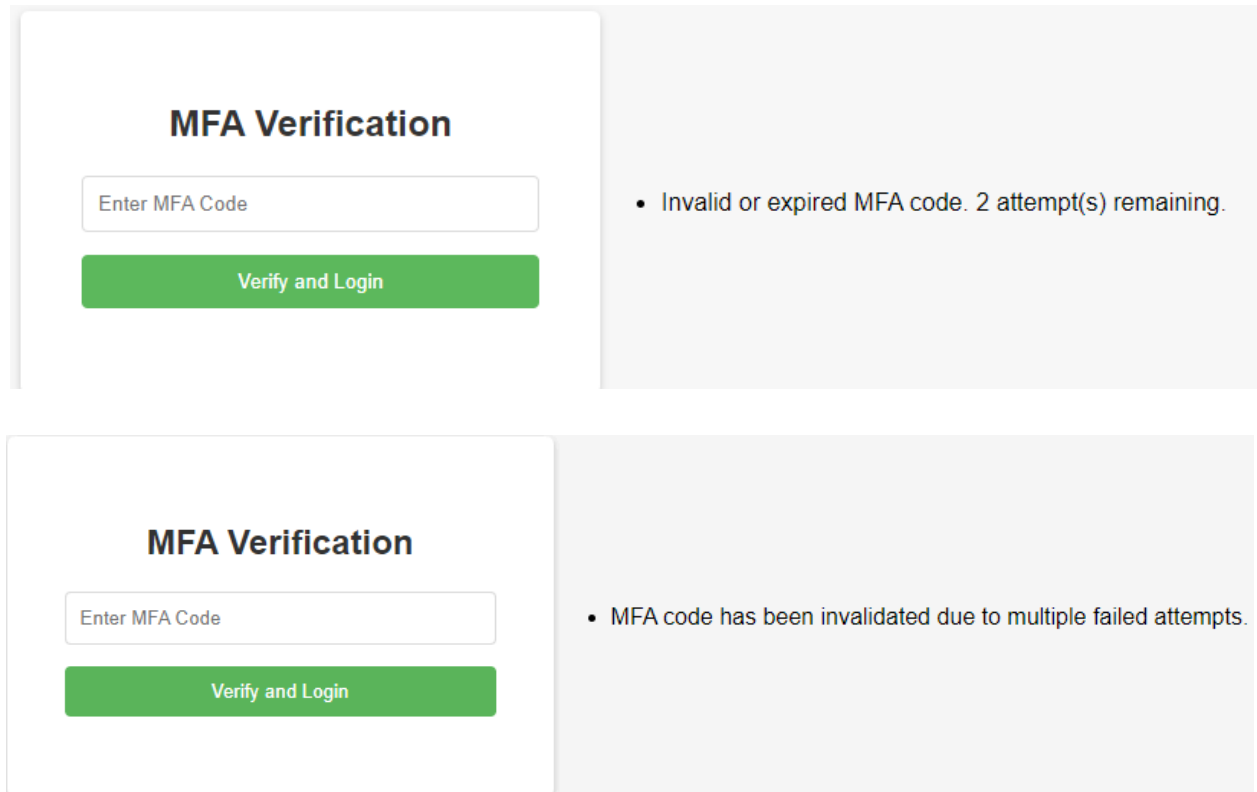 MFA Verification
Enter MFA Code
• Invalid or expired MFA code. 2 attempt(s) remaining.
Verify and Login
MFA Verification
Enter MFA Code
• MFA code has been invalidated due to multiple failed attempts.
Verify and Login